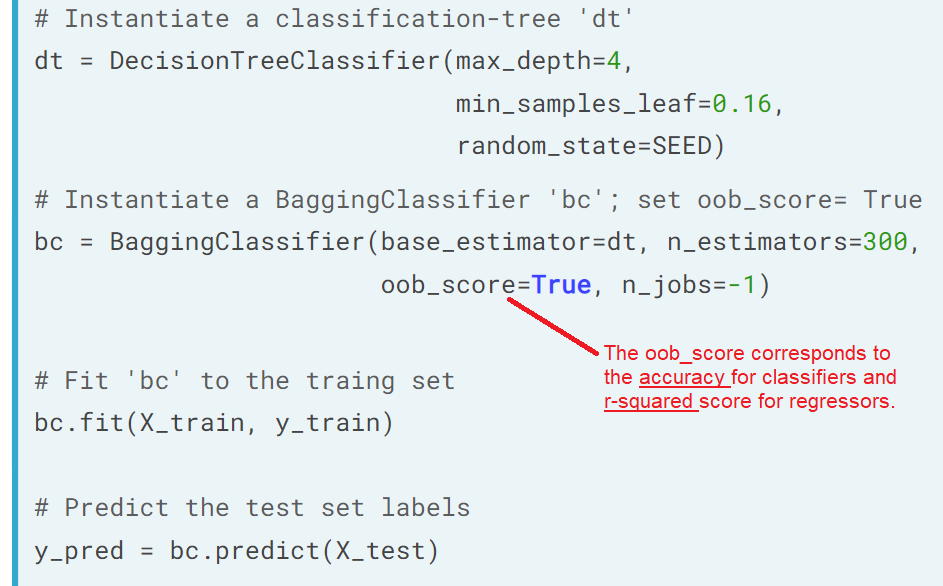 # Instantiate a classification-tree 'dt'
dt = DecisionTreeClassifier(max_depth=4,
min_samples_leaf=0.16,
random_state=SEED)
# Instantiate a BaggingClassifier 'bc'; set oob_score= True
bc = BaggingClassifier(base_estimator=dt, n_estimators=300,
oob_score=True, n_jobs=-1)
The oob_score corresponds to
the accuracy for classifiers and
r-squared score for regressors.
# Fit 'bc' to the traing set
bc.fit(X_train, y_train)
# Predict the test set labels
y_pred = bc.predict(X_test)